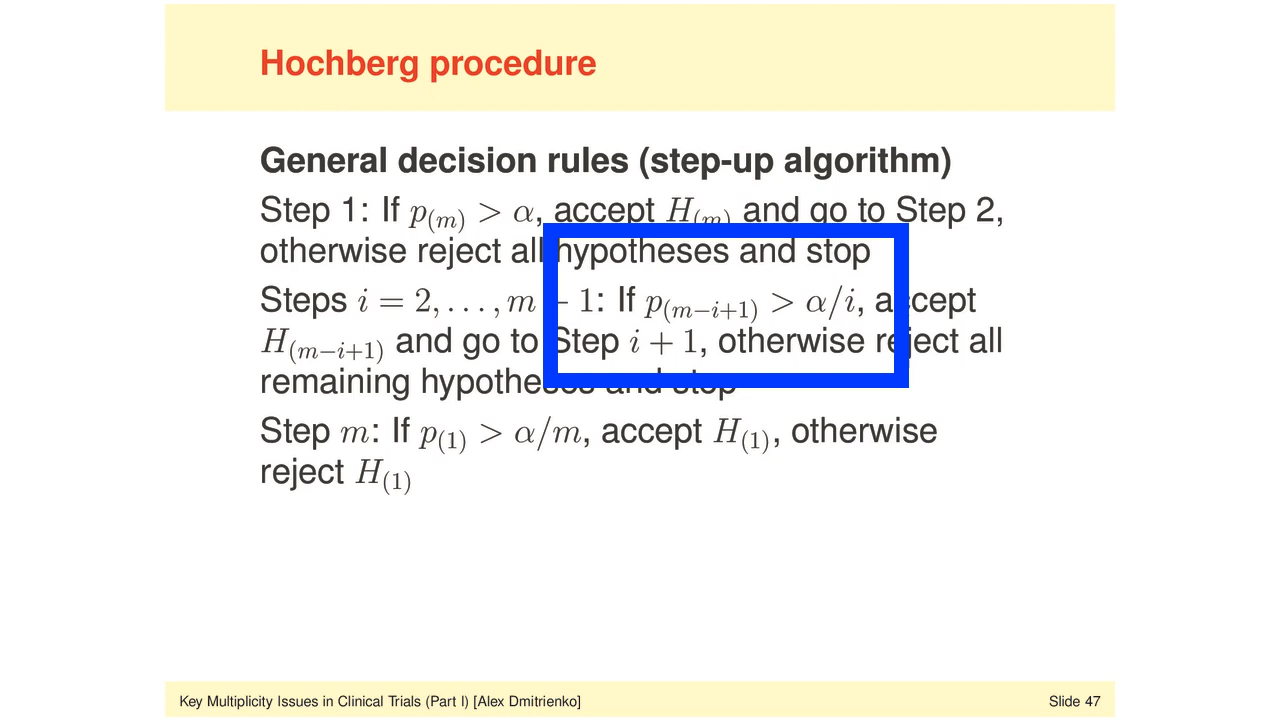 Hochberg procedure
General decision rules (step-up algorithm)
Step 1: If p(m) > α, accept H(m) and go to Step 2,
otherwise reject all hypotheses and stop
Steps i = 2, . . . , m − 1: If p(m−i+1) > α/i, accept
H(m−i+1) and go to Step i + 1, otherwise reject all
remaining hypotheses and stop
Step m: If p(1) > α/m, accept H(1), otherwise
reject H(1)
Key Multiplicity Issues in Clinical Trials (Part I) [Alex Dmitrienko]
Slide 47